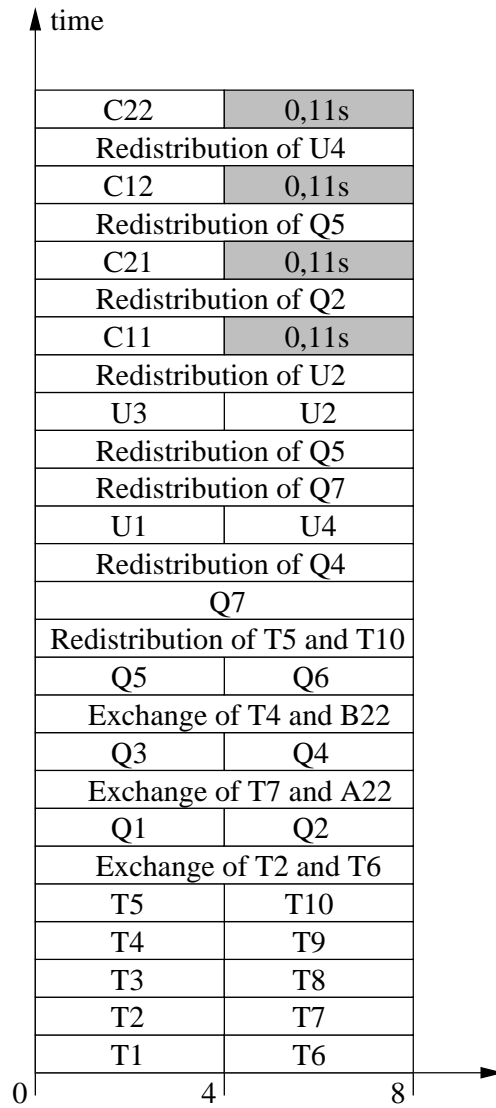 time
C22 0,11s
Redistribution of U4
C12 0,11s
Redistribution of Q5
C21 0,11s
Redistribution of Q2
C11 0,11s
Redistribution of U2
U3 U2
Redistribution of Q5
Redistribution of Q7
U1 U4
Redistribution of Q4
Q7
Redistribution of T5 and T10
Q5 Q6
Exchange of T4 and B22
Q3 Q4
Exchange of T7 and A22
Q1 Q2
Exchange of T2 and T6
T5 T10
T4 T9
T3 T8
T2 T7
T1 T6
0 4 8